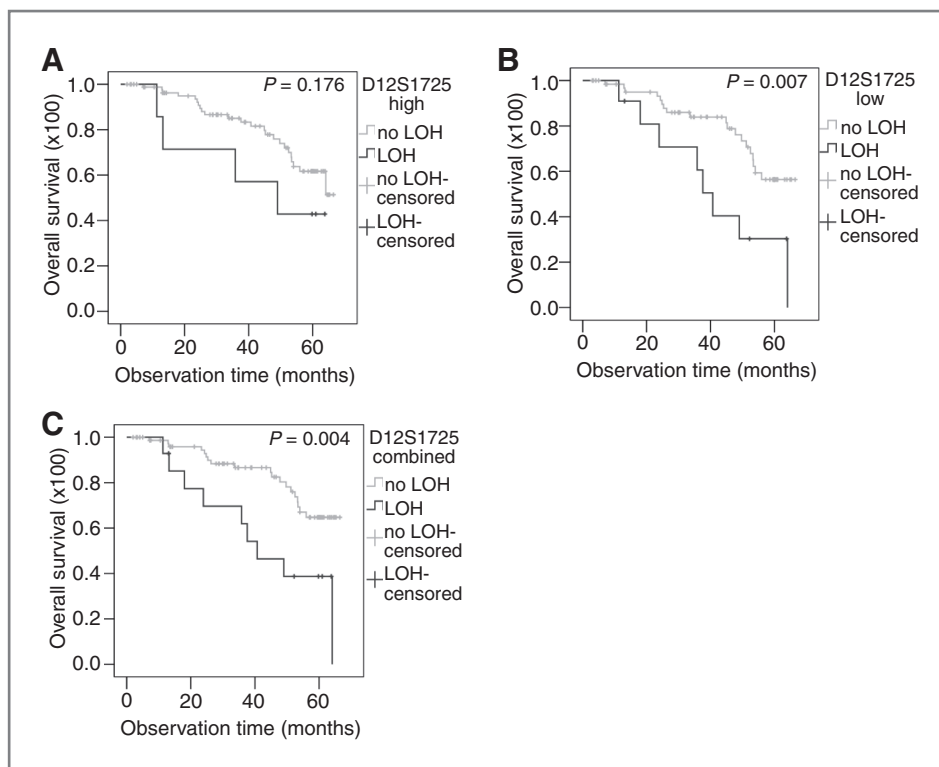 A
P = 0.176
D12S1725
high
no LOH
LOH
no LOH-
censored
LOH-
censored
Overall survival (x100)
1.0
0.8
0.6
0.4
0.2
0.0
0 20 40 60
Observation time (months)
B
P = 0.007
D12S1725
low
no LOH
LOH
no LOH-
censored
LOH-
censored
Overall survival (x100)
1.0
0.8
0.6
0.4
0.2
0.0
0 20 40 60
Observation time (months)
C
P = 0.004
D12S1725
combined
no LOH
LOH
no LOH-
censored
LOH-
censored
Overall survival (x100)
1.0
0.8
0.6
0.4
0.2
0.0
0 20 40 60
Observation time (months)